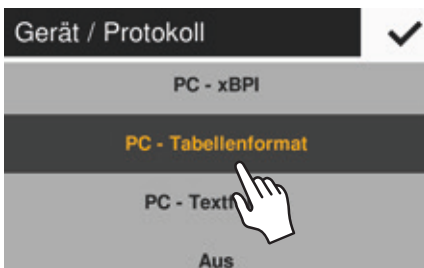 Gerät / Protokoll
PC - xBPI
PC - Tabellenformat
PC - Textf
Aus